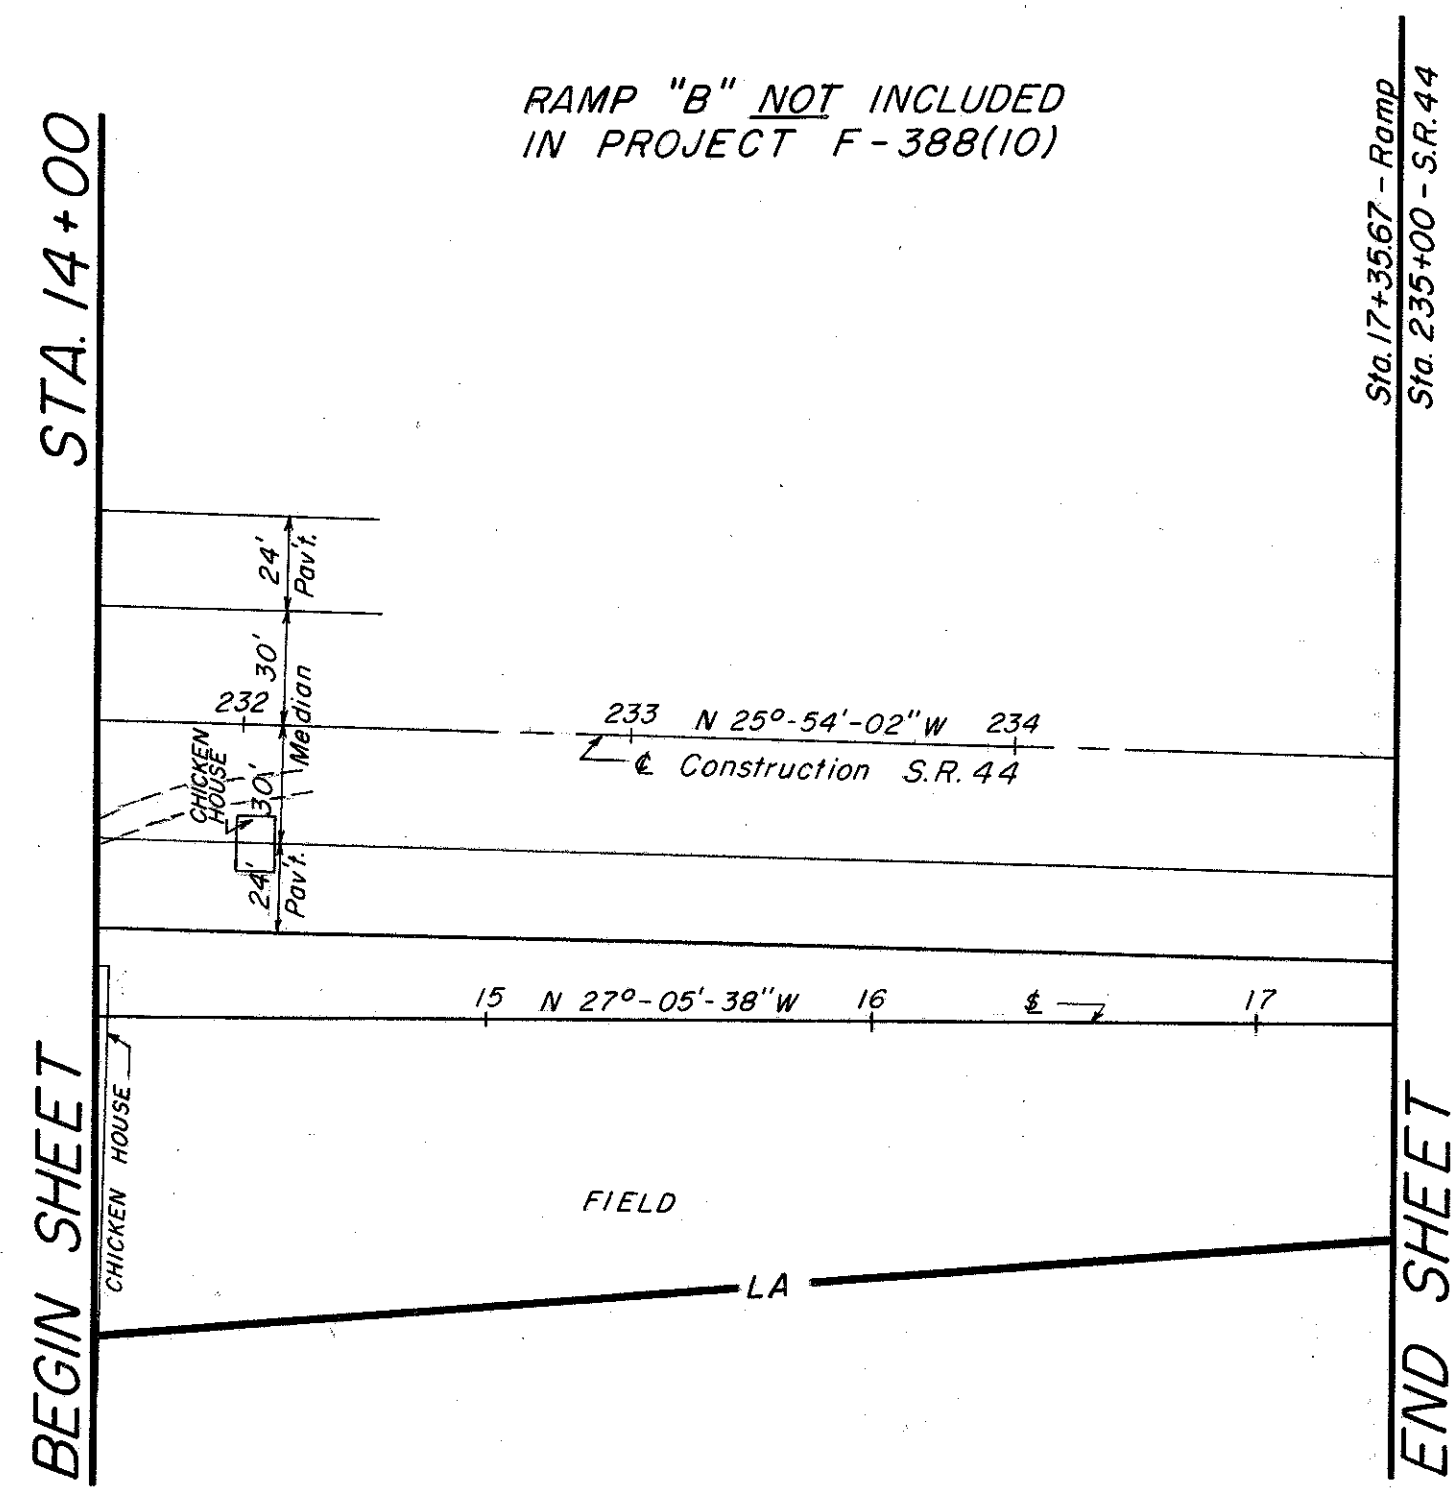 RAMP "B" NOT INCLUDED
IN PROJECT F-388(10)
STA. 14+00
Sta. 17+35.67 - Ramp
Sta. 235+00 - S.R. 44
24'
Pav't.
30'
Median
232
233 N 25°-54'-02" W 234
℄ Construction S.R. 44
CHICKEN
HOUSE
30'
24'
Pav't.
15 N 27°-05'-38" W 16 ℄ 17
CHICKEN HOUSE
FIELD
LA
BEGIN SHEET
END SHEET